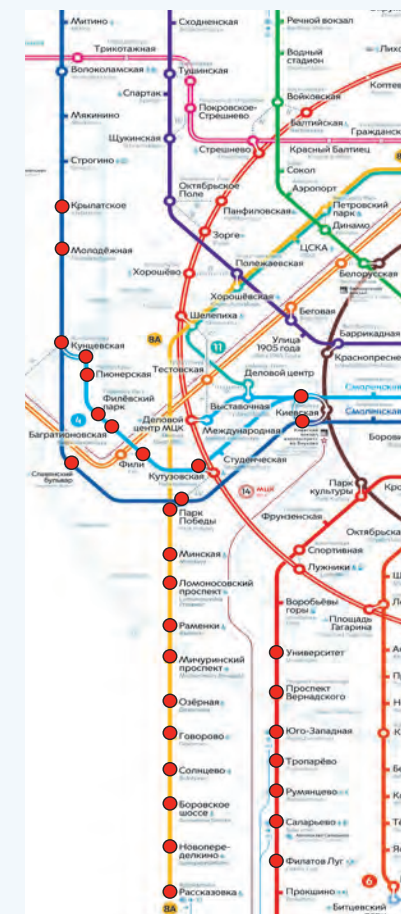 Митино
Сходненская
Речной вокзал
Трикотажная
Волоколамская
Тушинская
Водный
стадион
Лихо
Спартак
Покровское-
Стрешнево
Войковская
Коптев
Мякинино
Балтийская
Щукинская
Гражданск
Строгино
Стрешнево
Красный Балтиец
Сокол
Октябрьское
Поле
Аэропорт
Крылатское
Панфиловская
Петровский
парк
Зорге
Динамо
Молодёжная
ЦСКА
Полежаевская
Хорошёво
Белорусская
Хорошёвская
Шелепиха
Беговая
8А
11
Улица
1905 года
Баррикадная
Кунцевская
Краснопресне
Тестовская
Пионерская
Деловой центр
Филёвский
парк
Смоленская
Выставочная
Киевская
4
Деловой
центр МЦК
Международная
Смоленская
Багратионовская
Студенческая
Боров
Славянский
бульвар
Фили
Кутузовская
14 МЦК
Парк
культуры
Кро
Парк
Победы
Фрунзенская
Октябрьска
Минская
Спортивная
Ломоносовский
проспект
Лужники
Ш
Воробьёвы
горы
Раменки
Площадь
Гагарина
Университет
Мичуринский
проспект
Проспект
Вернадского
Озёрная
Говорово
Юго-Западная
Тропарёво
Солнцево
Румянцево
Боровское
шоссе
Саларьево
Новопере-
делкино
Филатов Луг
6
Рассказовка
Прокшино
8А
Битцевский